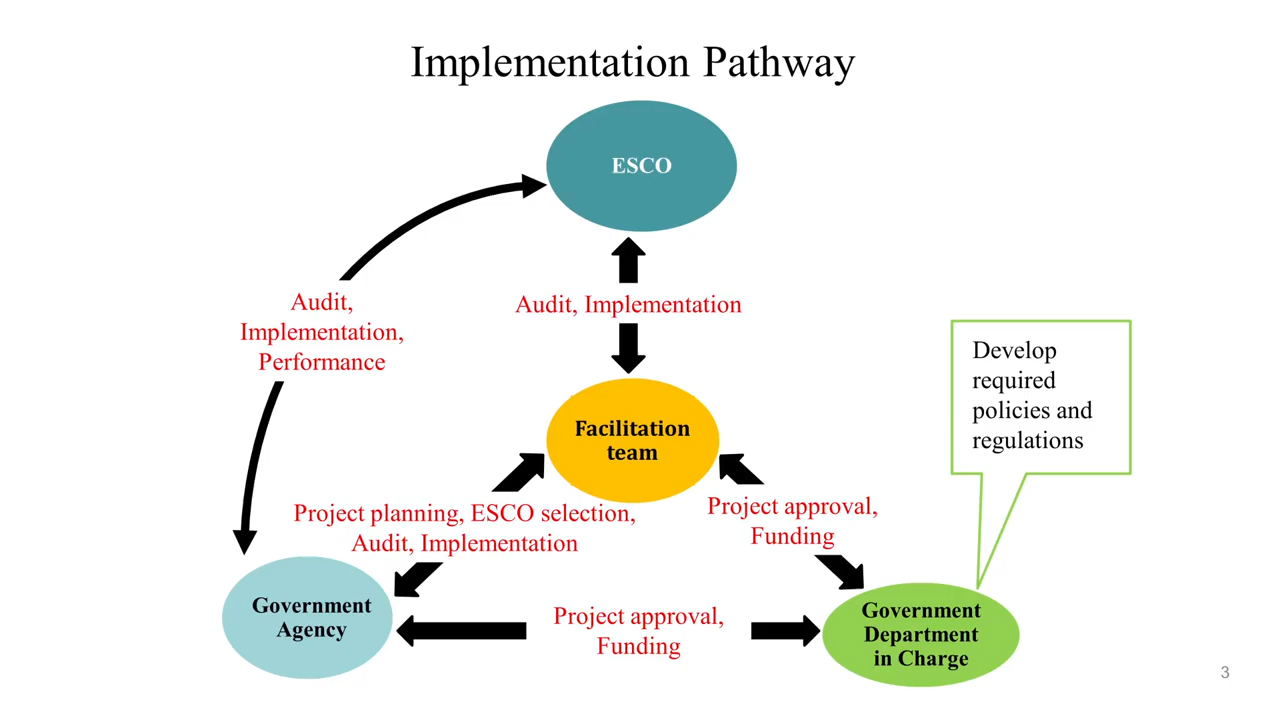 Implementation Pathway
ESCO
Audit,
Implementation,
Performance
Audit, Implementation
Develop
required
policies and
regulations
Facilitation
team
Project planning, ESCO selection,
Audit, Implementation
Project approval,
Funding
Government
Agency
Project approval,
Funding
Government
Department
in Charge
3